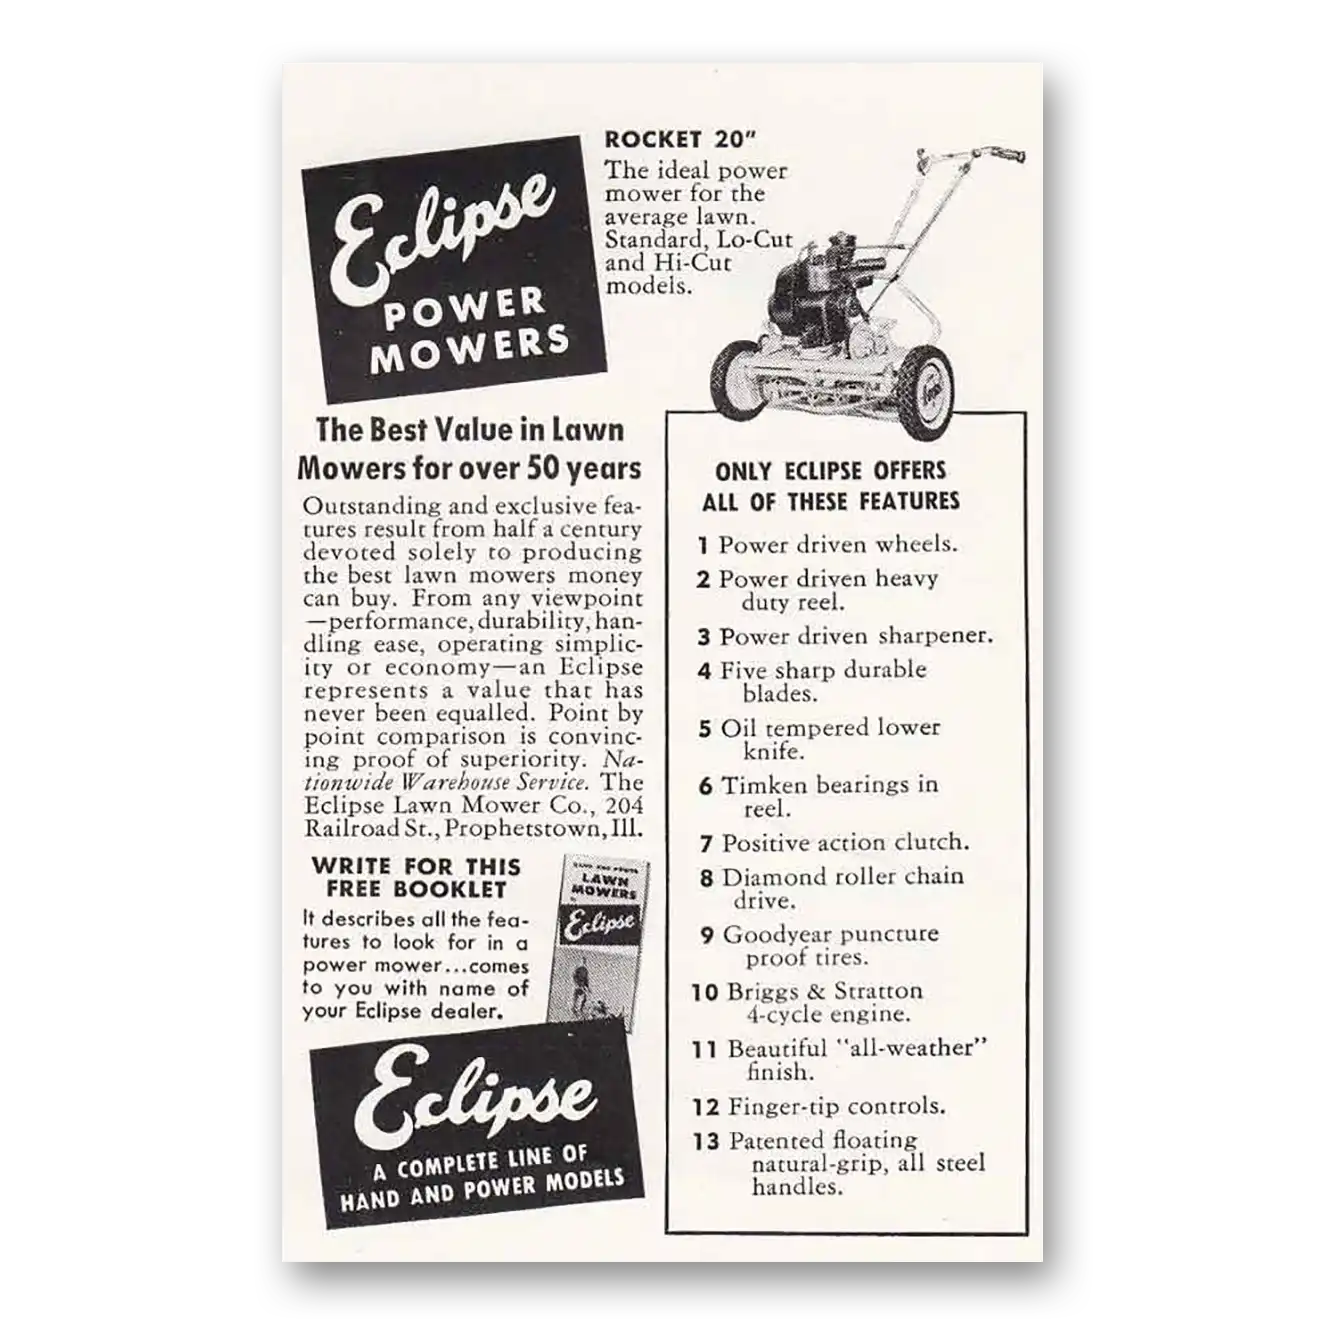 Eclipse
POWER
MOWERS
ROCKET 20"
The ideal power
mower for the
average lawn.
Standard, Lo-Cut
and Hi-Cut
models.
The Best Value in Lawn
Mowers for over 50 years
Outstanding and exclusive fea-
tures result from half a century
devoted solely to producing
the best lawn mowers money
can buy. From any viewpoint
—performance, durability, han-
dling ease, operating simplic-
ity or economy—an Eclipse
represents a value that has
never been equalled. Point by
point comparison is convinc-
ing proof of superiority. Na-
tionwide Warehouse Service. The
Eclipse Lawn Mower Co., 204
Railroad St., Prophetstown, Ill.
WRITE FOR THIS
FREE BOOKLET
It describes all the fea-
tures to look for in a
power mower...comes
to you with name of
your Eclipse dealer.
LAWN
MOWERS
Eclipse
Eclipse
A COMPLETE LINE OF
HAND AND POWER MODELS
ONLY ECLIPSE OFFERS
ALL OF THESE FEATURES
1 Power driven wheels.
2 Power driven heavy
duty reel.
3 Power driven sharpener.
4 Five sharp durable
blades.
5 Oil tempered lower
knife.
6 Timken bearings in
reel.
7 Positive action clutch.
8 Diamond roller chain
drive.
9 Goodyear puncture
proof tires.
10 Briggs & Stratton
4-cycle engine.
11 Beautiful "all-weather"
finish.
12 Finger-tip controls.
13 Patented floating
natural-grip, all steel
handles.